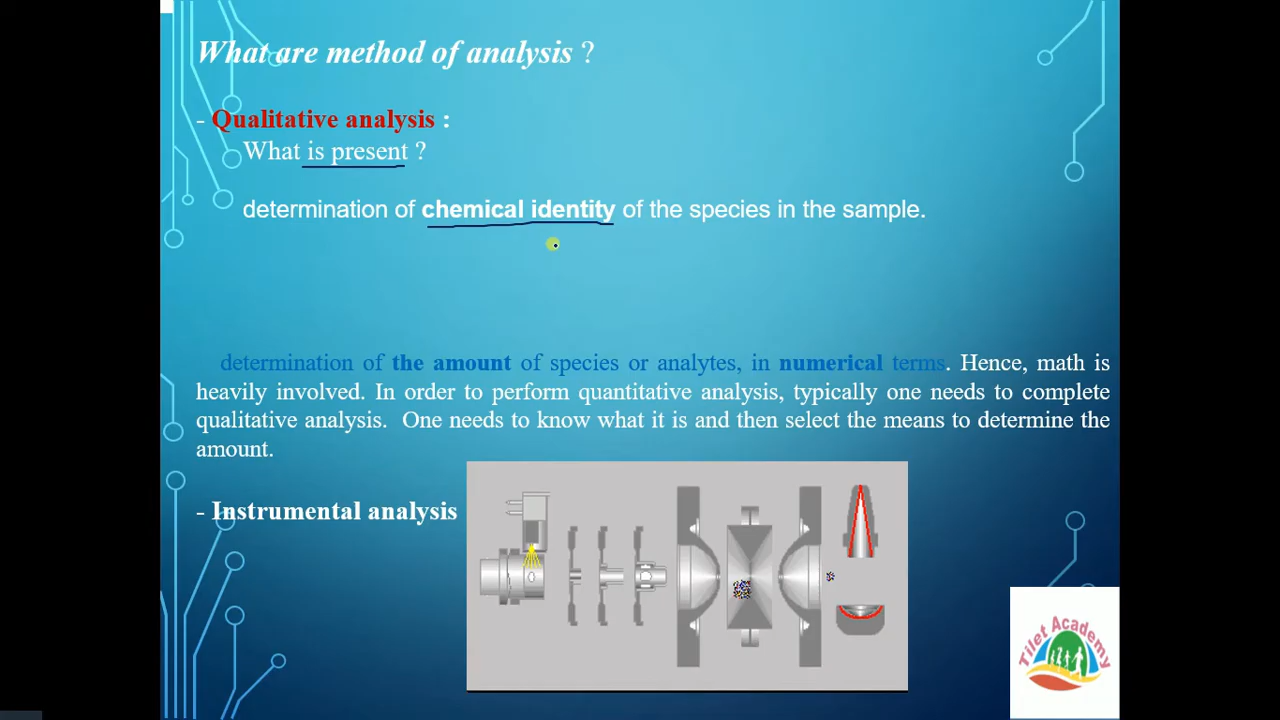 What are method of analysis ?
- Qualitative analysis :
What is present ?
determination of chemical identity of the species in the sample.
determination of the amount of species or analytes, in numerical terms. Hence, math is
heavily involved. In order to perform quantitative analysis, typically one needs to complete
qualitative analysis. One needs to know what it is and then select the means to determine the
amount.
- Instrumental analysis
Tilet Academy